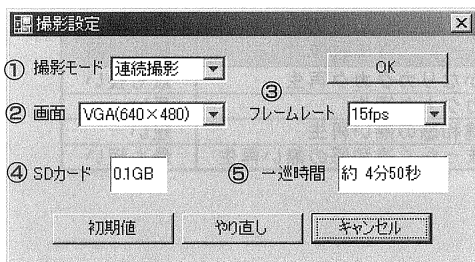 撮影設定
① 撮影モード 連続撮影 OK
② 画面 VGA(640×480) ③ フレームレート 15fps
④ SDカード 0.1GB ⑤ 一巡時間 約 4分50秒
初期値 やり直し キャンセル